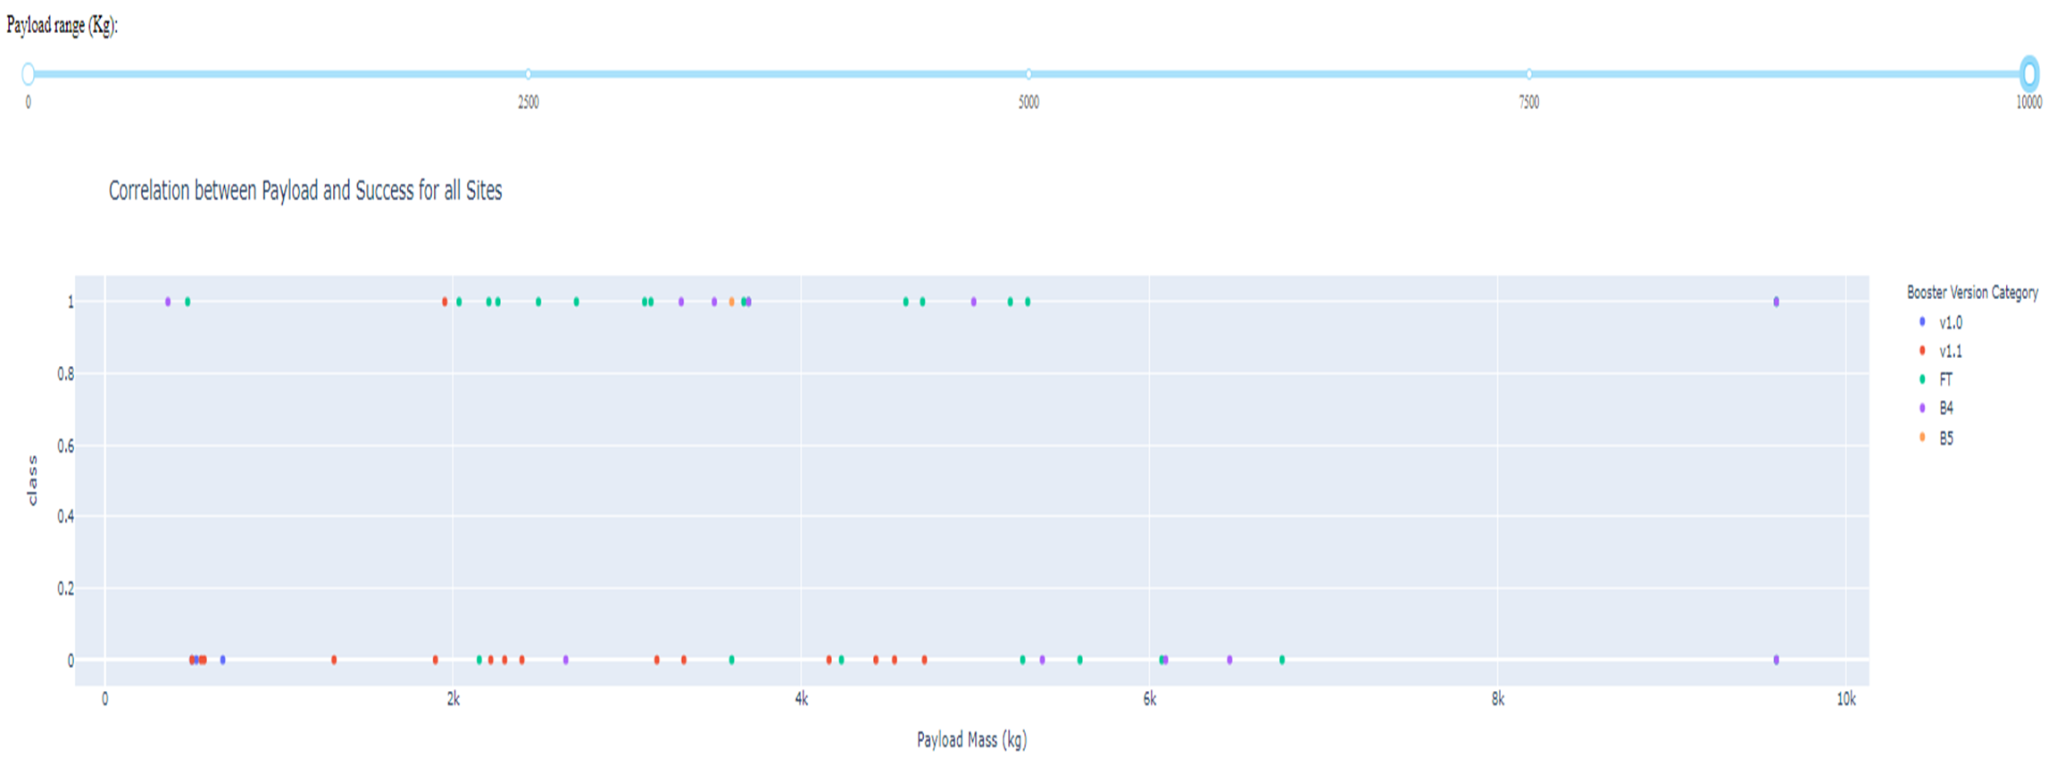 Payload range (Kg):
0 2500 5000 7500 10000
Correlation between Payload and Success for all Sites
Booster Version Category
v1.0
v1.1
FT
B4
B5
1
0.8
0.6
0.4
0.2
0
class
0 2k 4k 6k 8k 10k
Payload Mass (kg)